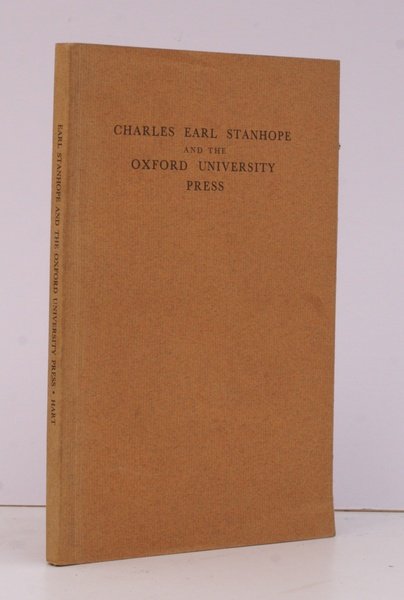 CHARLES EARL STANHOPE
AND THE
OXFORD UNIVERSITY
PRESS
EARL STANHOPE AND THE OXFORD UNIVERSITY PRESS * HART